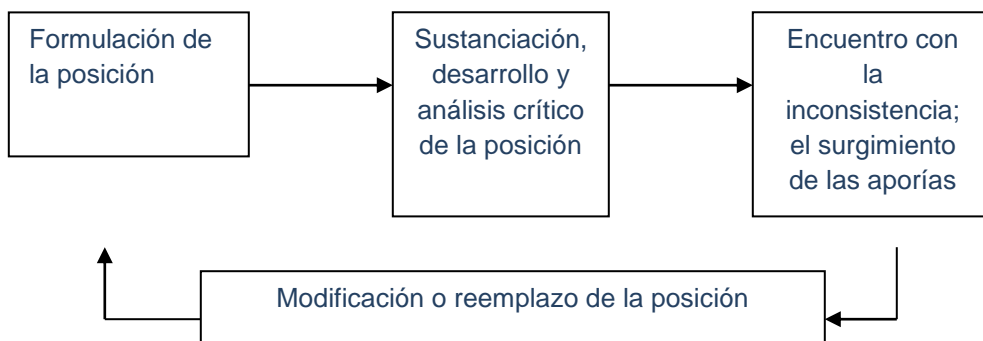 Formulación de
la posición
Sustanciación,
desarrollo y
análisis crítico
de la posición
Encuentro con
la
inconsistencia;
el surgimiento
de las aporías
Modificación o reemplazo de la posición